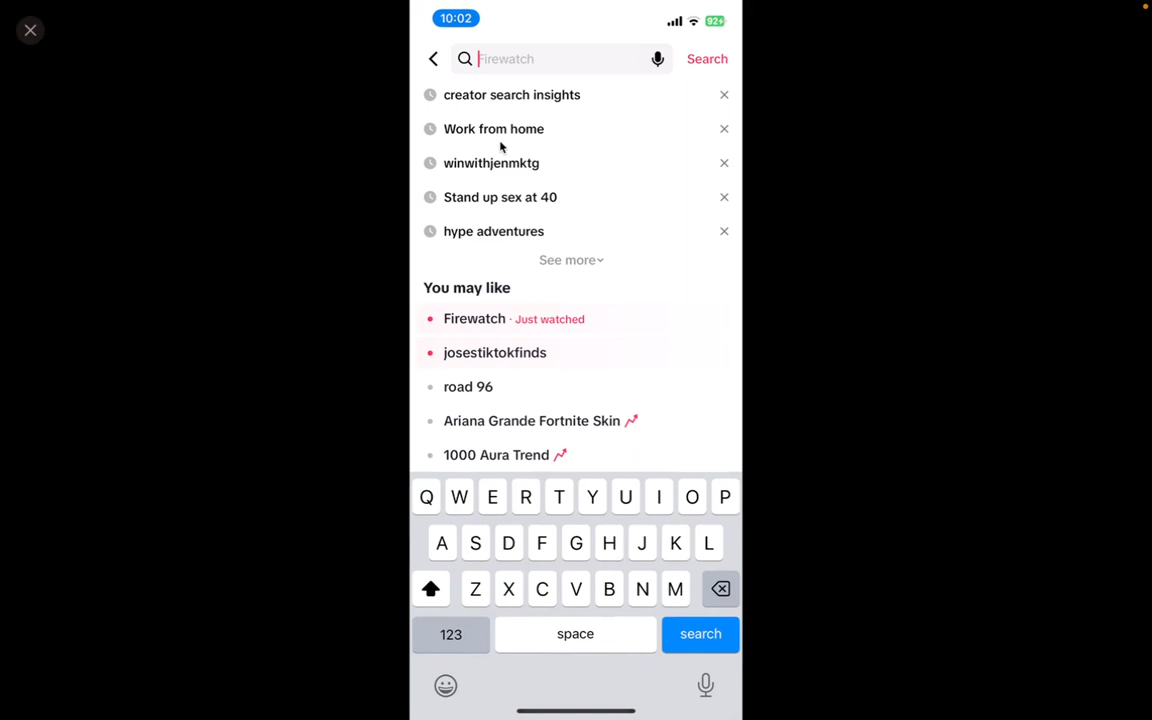 10:02
92
Firewatch
Search
creator search insights
Work from home
winwithjenmktg
Stand up sex at 40
hype adventures
See more
You may like
Firewatch · Just watched
josestiktokfinds
road 96
Ariana Grande Fortnite Skin
1000 Aura Trend
Q W E R T Y U I O P
A S D F G H J K L
Z X C V B N M
123 space search